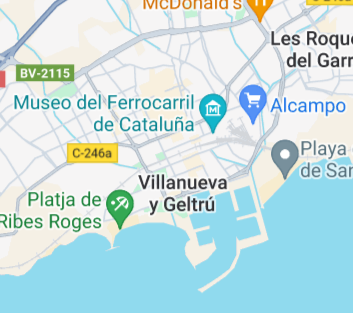 McDonald's
Les Roque
del Garr
BV-2115
Museo del Ferrocarril
de Cataluña
Alcampo
C-246a
Playa
de San
Villanueva
y Geltrú
Platja de
Ribes Roges